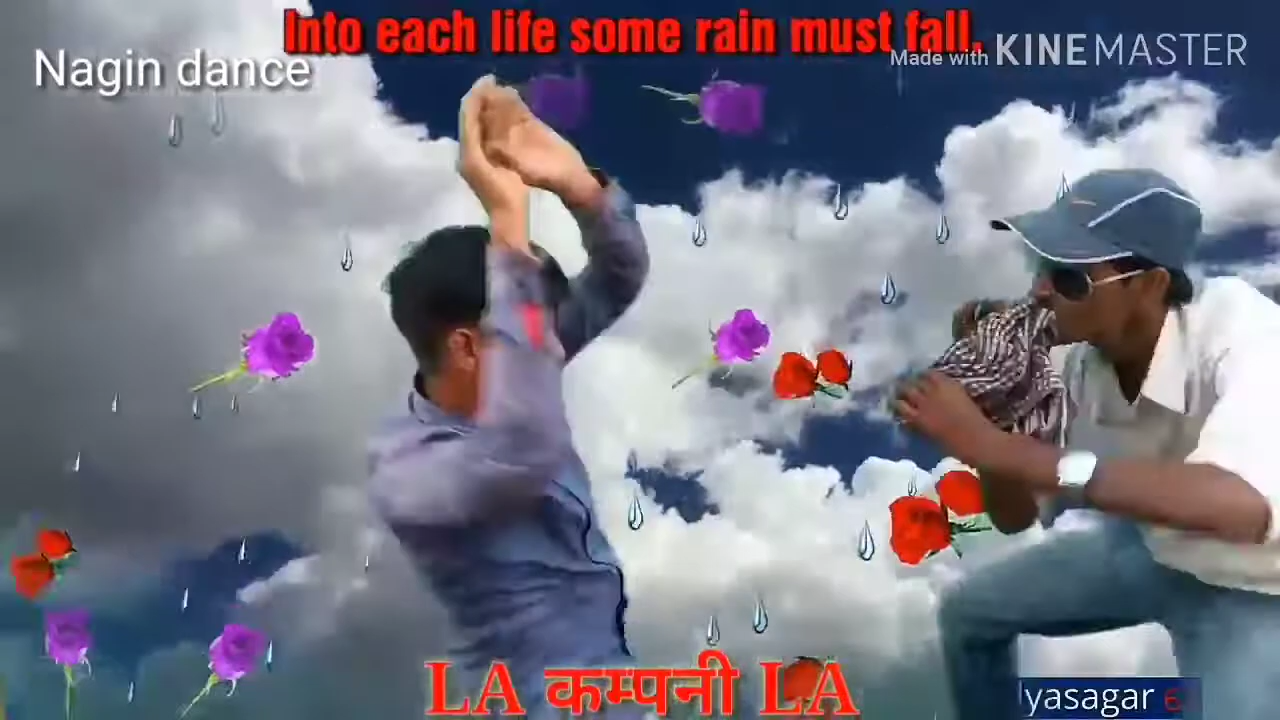 Into each life some rain must fall.
Made with KINEMASTER
Nagin dance
LA कम्पनी LA
yasagar